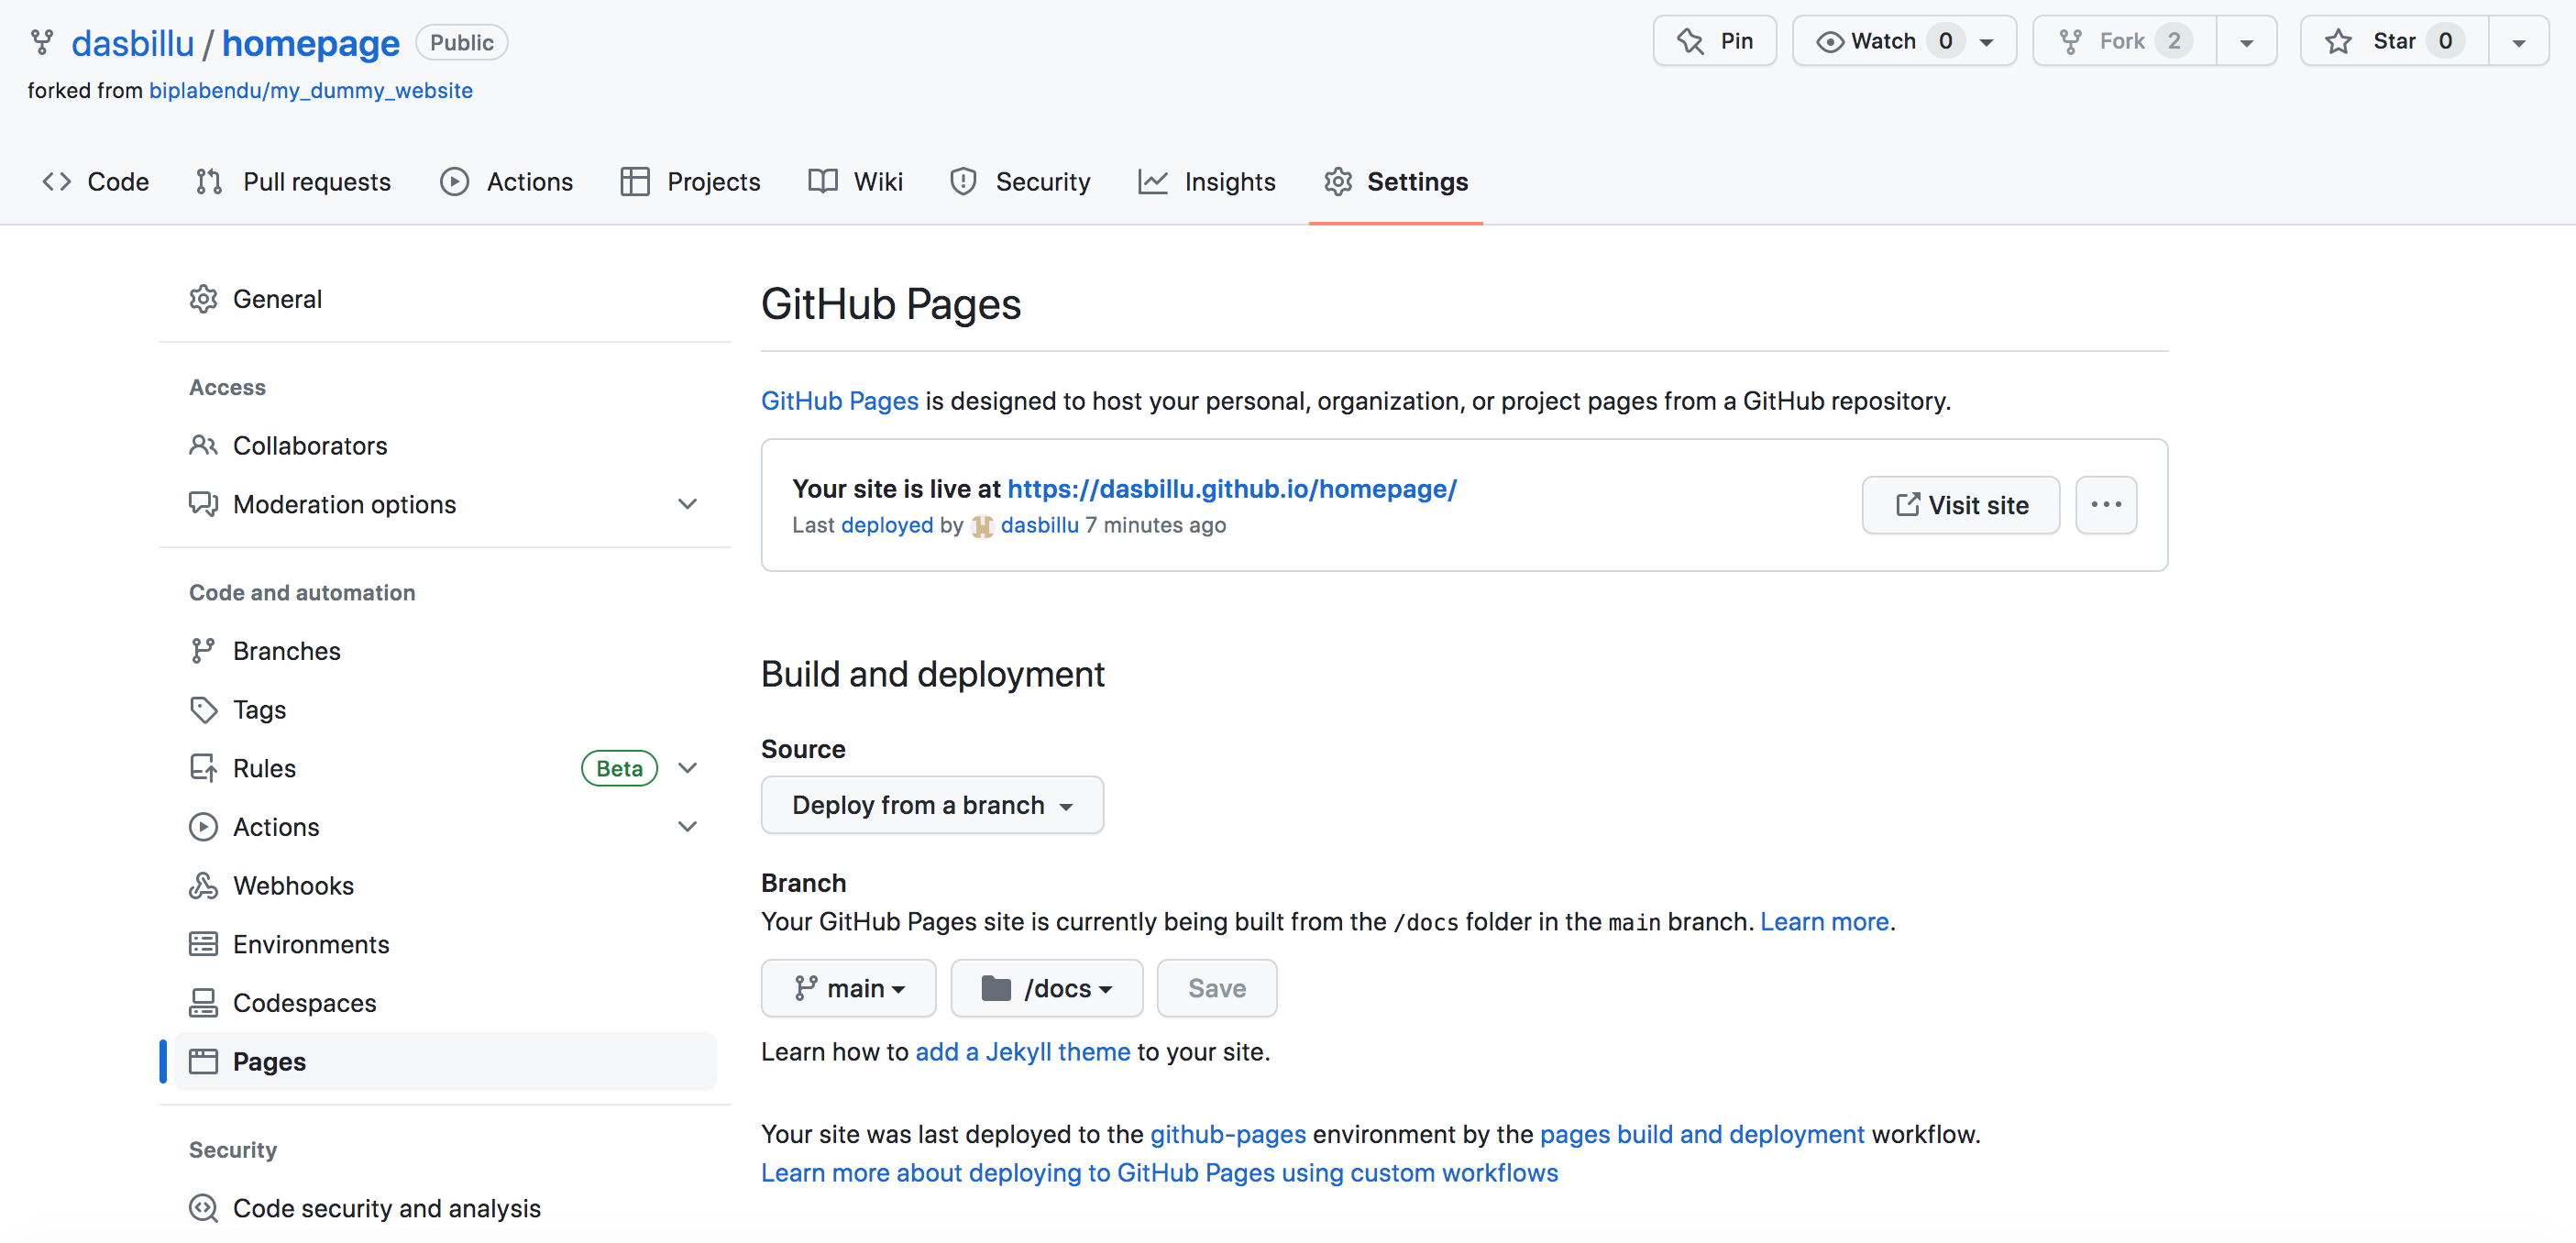 dasbillu / homepage Public
Pin
Watch 0
Fork 2
Star 0
forked from biplabendu/my_dummy_website
Code
Pull requests
Actions
Projects
Wiki
Security
Insights
Settings
General
Access
Collaborators
Moderation options
Code and automation
Branches
Tags
Rules Beta
Actions
Webhooks
Environments
Codespaces
Pages
Security
Code security and analysis
GitHub Pages
GitHub Pages is designed to host your personal, organization, or project pages from a GitHub repository.
Your site is live at https://dasbillu.github.io/homepage/
Last deployed by dasbillu 7 minutes ago
Visit site
Build and deployment
Source
Deploy from a branch
Branch
Your GitHub Pages site is currently being built from the /docs folder in the main branch. Learn more.
main
/docs
Save
Learn how to add a Jekyll theme to your site.
Your site was last deployed to the github-pages environment by the pages build and deployment workflow.
Learn more about deploying to GitHub Pages using custom workflows